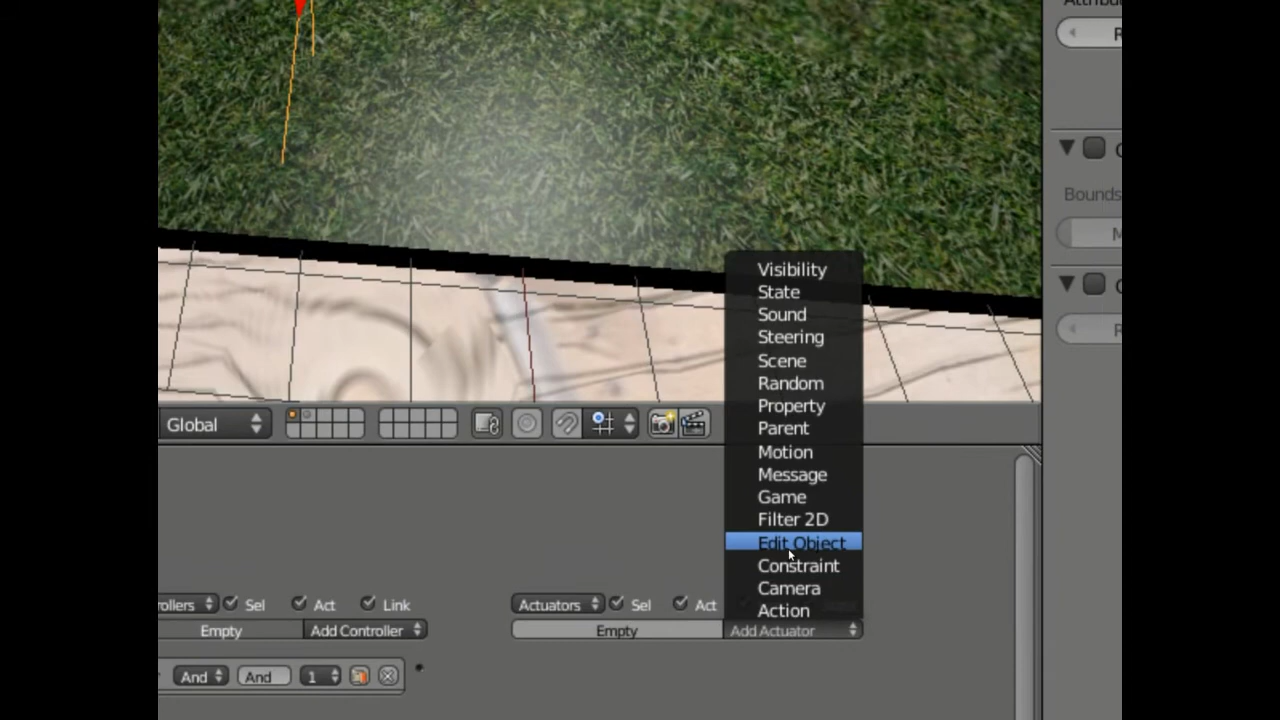 Visibility
State
Sound
Steering
Scene
Random
Property
Parent
Motion
Message
Game
Filter 2D
Edit Object
Constraint
Camera
Action
Add Actuator
Bounds
Global
ollers Sel Act Link
Empty Add Controller
And And 1
Actuators Sel Act
Empty